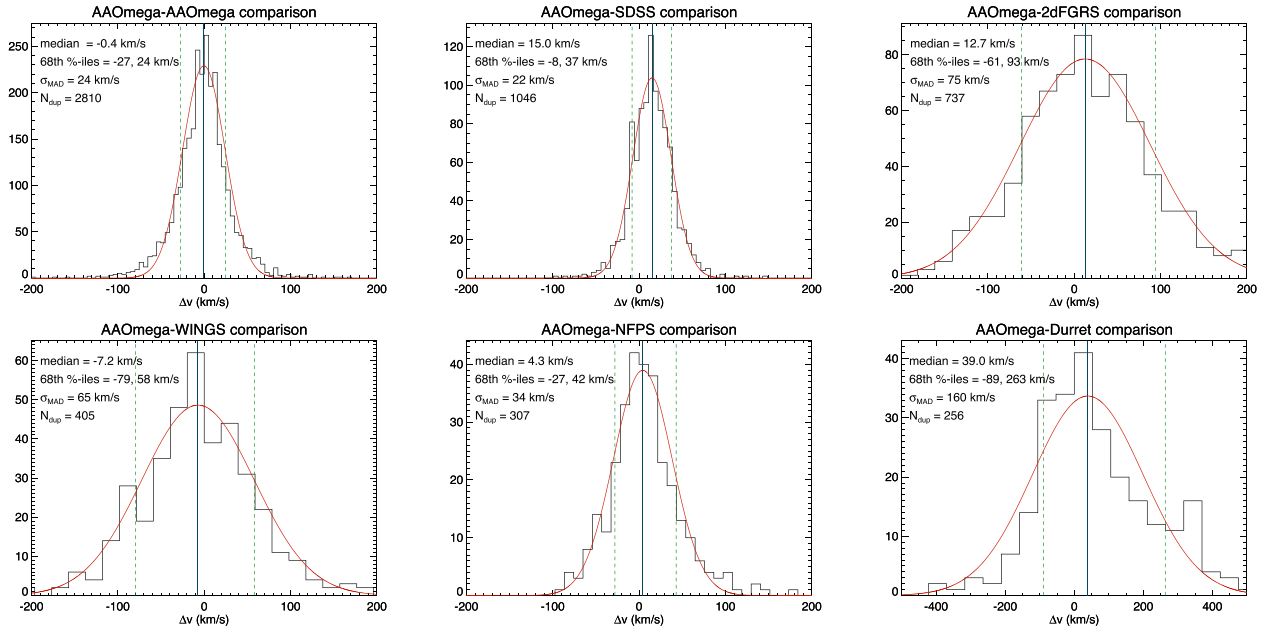 AAOmega-AAOmega comparison
median = -0.4 km/s
68th %-iles = -27, 24 km/s
σMAD = 24 km/s
Ndup = 2810
250
200
150
100
50
0
-200 -100 0 100 200
Δv (km/s)
AAOmega-SDSS comparison
median = 15.0 km/s
68th %-iles = -8, 37 km/s
σMAD = 22 km/s
Ndup = 1046
120
100
80
60
40
20
0
-200 -100 0 100 200
Δv (km/s)
AAOmega-2dFGRS comparison
median = 12.7 km/s
68th %-iles = -61, 93 km/s
σMAD = 75 km/s
Ndup = 737
80
60
40
20
0
-200 -100 0 100 200
Δv (km/s)
AAOmega-WINGS comparison
median = -7.2 km/s
68th %-iles = -79, 58 km/s
σMAD = 65 km/s
Ndup = 405
60
50
40
30
20
10
0
-200 -100 0 100 200
Δv (km/s)
AAOmega-NFPS comparison
median = 4.3 km/s
68th %-iles = -27, 42 km/s
σMAD = 34 km/s
Ndup = 307
40
30
20
10
0
-200 -100 0 100 200
Δv (km/s)
AAOmega-Durret comparison
median = 39.0 km/s
68th %-iles = -89, 263 km/s
σMAD = 160 km/s
Ndup = 256
40
30
20
10
0
-400 -200 0 200 400
Δv (km/s)